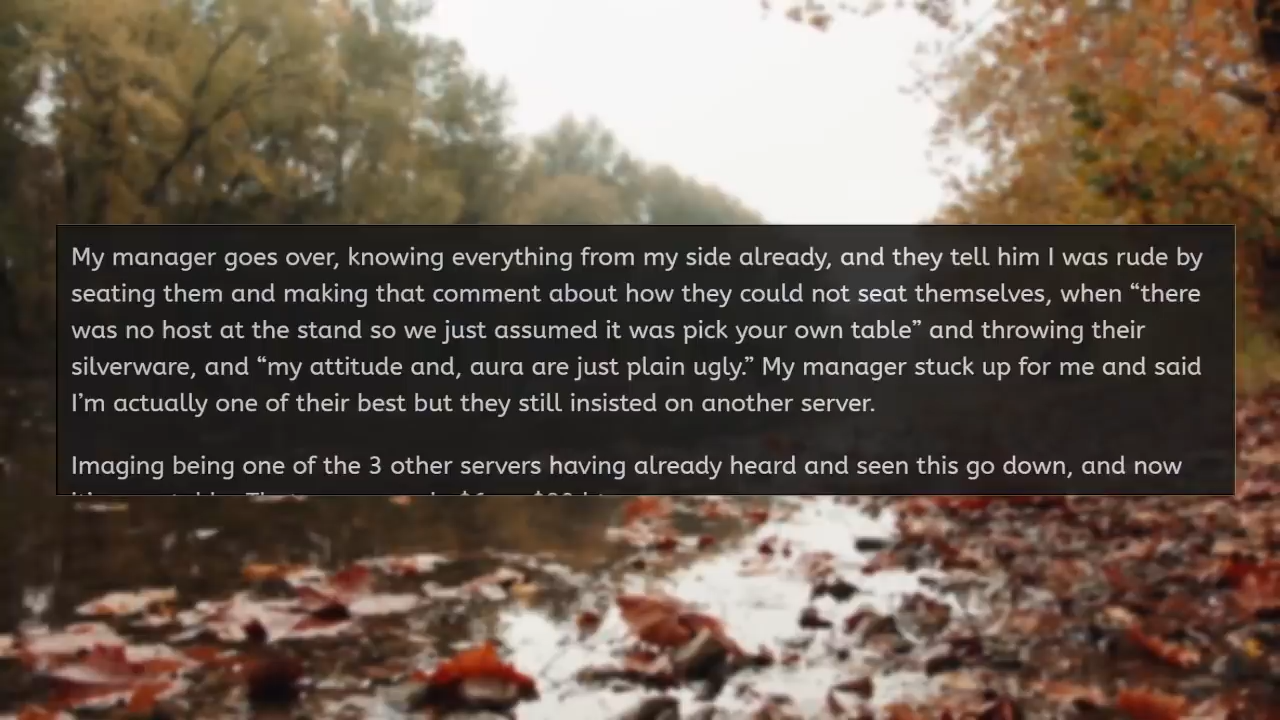 My manager goes over, knowing everything from my side already, and they tell him I was rude by
seating them and making that comment about how they could not seat themselves, when “there
was no host at the stand so we just assumed it was pick your own table” and throwing their
silverware, and “my attitude and, aura are just plain ugly.” My manager stuck up for me and said
I’m actually one of their best but they still insisted on another server.
Imaging being one of the 3 other servers having already heard and seen this go down, and now